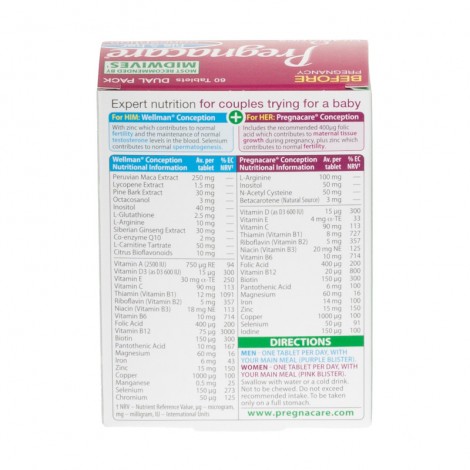 BEFORE
PREGNANCY
Pregnacare
MOST RECOMMENDED BY
MIDWIVES'
60 Tablets DUAL PACK
Expert nutrition for couples trying for a baby
For HIM: Wellman® Conception
With zinc which contributes to normal
fertility and the maintenance of normal
testosterone levels in the blood. Selenium
contributes to normal spermatogenesis.
+
For HER: Pregnacare® Conception
Includes the recommended 400μg folic
acid which contributes to maternal tissue
growth during pregnancy, plus zinc which
contributes to normal fertility.
Wellman® Conception Av. per % EC
Nutritional Information tablet NRV†
Peruvian Maca Extract 250 mg —
Lycopene Extract 1.5 mg —
Pine Bark Extract 30 mg —
Octacosanol 3 mg —
Inositol 40 mg —
L-Glutathione 2.5 mg —
L-Arginine 10 mg —
Siberian Ginseng Extract 30 mg —
Co-enzyme Q10 2 mg —
L-Carnitine Tartrate 50 mg —
Citrus Bioflavonoids 10 mg —
Vitamin A (2500 IU) 750 μg RE 94
Vitamin D3 (as D3 600 IU) 15 μg 300
Vitamin E 30 mg α-TE 250
Vitamin C 90 mg 113
Thiamin (Vitamin B1) 12 mg 1091
Riboflavin (Vitamin B2) 5 mg 357
Niacin (Vitamin B3) 18 mg NE 113
Vitamin B6 10 mg 714
Folic Acid 400 μg 200
Vitamin B12 75 μg 3000
Biotin 150 μg 300
Pantothenic Acid 10 mg 167
Magnesium 60 mg 16
Iron 6 mg 43
Zinc 15 mg 150
Copper 1000 μg 100
Manganese 0.5 mg 25
Selenium 150 μg 273
Chromium 50 μg 125
† NRV – Nutrient Reference Value, μg – microgram,
mg – milligram, IU – International Units
Pregnacare® Conception Av. per % EC
Nutritional Information tablet NRV†
L-Arginine 100 mg —
Inositol 50 mg —
N-Acetyl Cysteine 50 mg —
Betacarotene (Natural Source) 3 mg —
Vitamin D (as D3 600 IU) 15 μg 300
Vitamin E 4 mg α-TE 33
Vitamin C 90 mg 113
Thiamin (Vitamin B1) 8 mg 727
Riboflavin (Vitamin B2) 5 mg 357
Niacin (Vitamin B3) 20 mg NE 125
Vitamin B6 10 mg 714
Folic Acid 400 μg 200
Vitamin B12 20 μg 800
Biotin 150 μg 300
Pantothenic Acid 6 mg 100
Magnesium 60 mg 16
Iron 14 mg 100
Zinc 15 mg 150
Copper 1000 μg 100
Selenium 50 μg 91
Iodine 150 μg 100
DIRECTIONS
MEN - ONE TABLET PER DAY, WITH
YOUR MAIN MEAL (PURPLE BLISTER).
WOMEN - ONE TABLET PER DAY, WITH
YOUR MAIN MEAL (PINK BLISTER).
Swallow with water or a cold drink.
Not to be chewed. Do not exceed
recommended intake. To be taken
only on a full stomach.
www.pregnacare.com